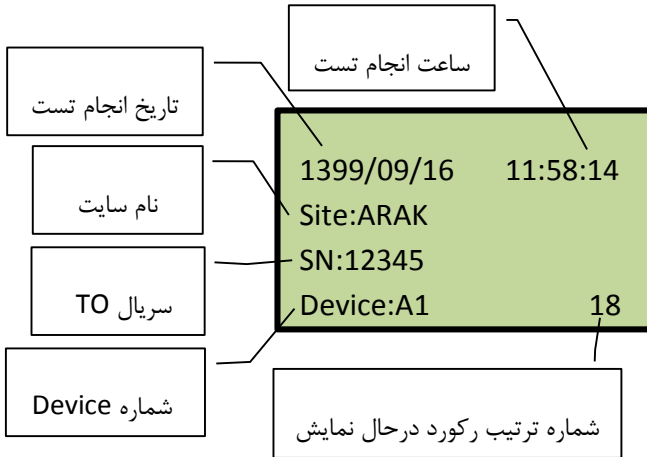 ساعت انجام تست
تاریخ انجام تست
1399/09/16 11:58:14
نام سایت
Site:ARAK
SN:12345
سریال TO
Device:A1 18
شماره Device
شماره ترتیب رکورد درحال نمایش